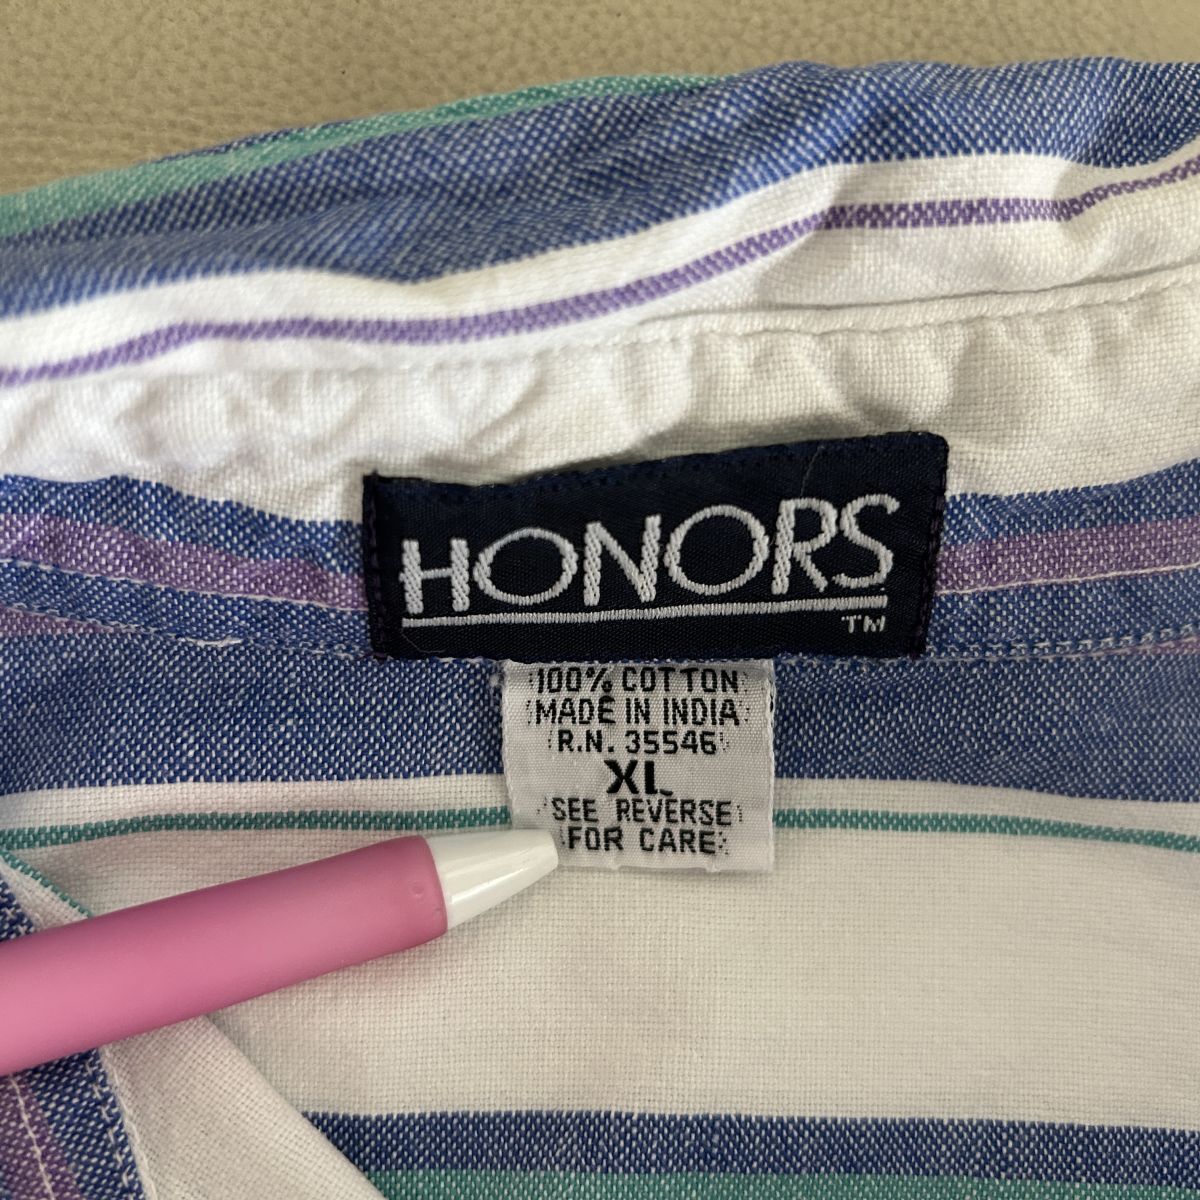 HONORS
TM
100% COTTON
MADE IN INDIA
R.N. 35546
XL
SEE REVERSE
FOR CARE